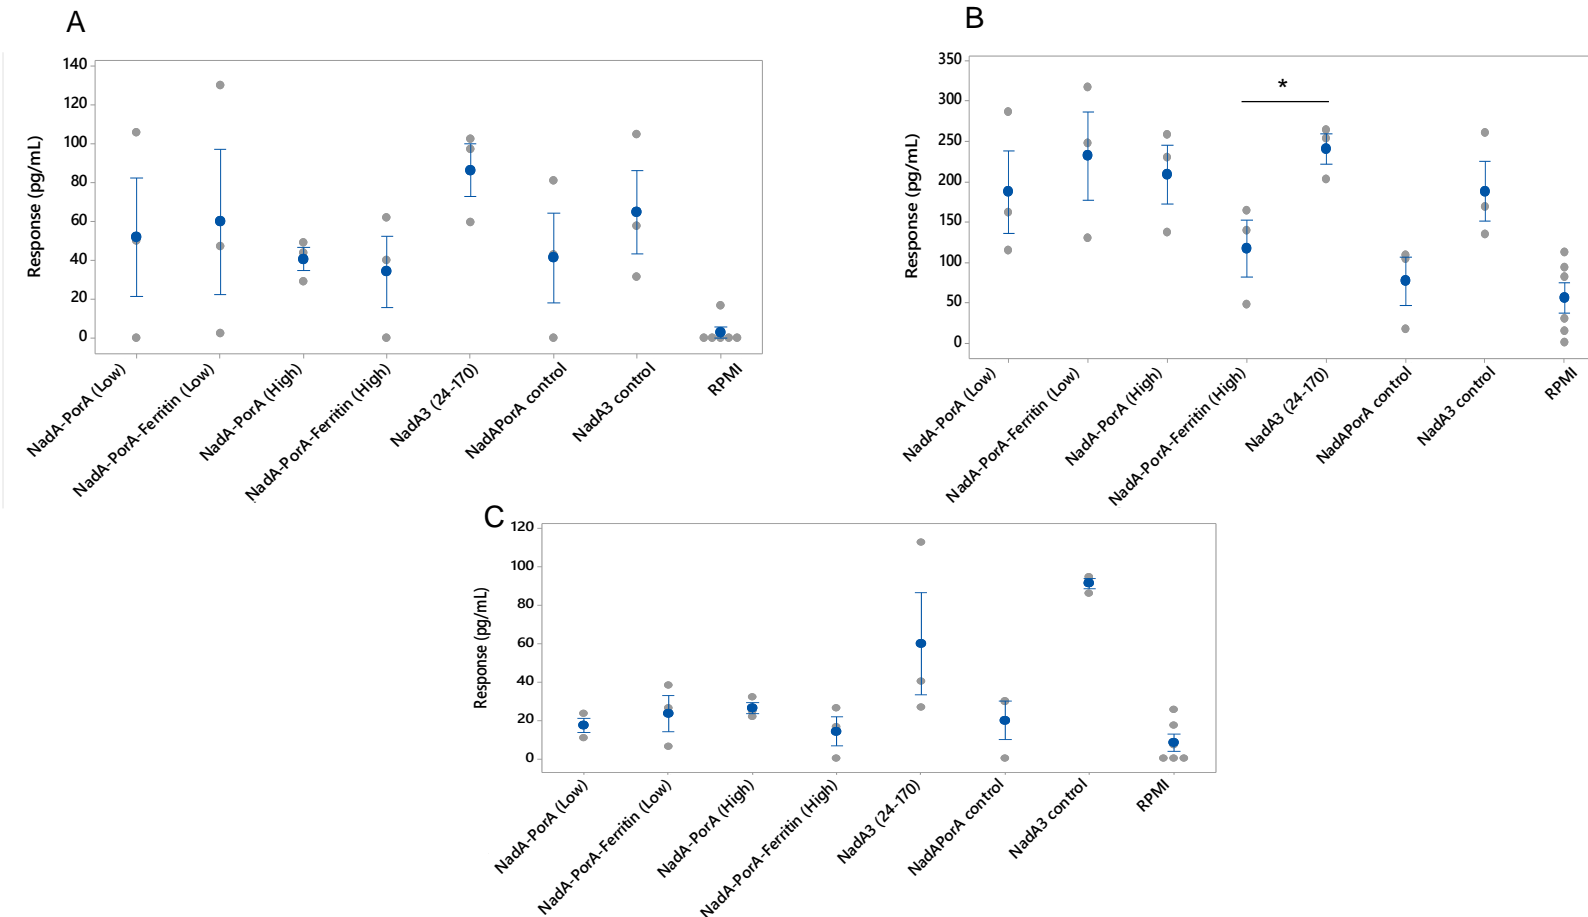 A
Response (pg/mL)
140
120
100
80
60
40
20
0
NadA-PorA (Low)
NadA-PorA-Ferritin (Low)
NadA-PorA (High)
NadA-PorA-Ferritin (High)
NadA3 (24-170)
NadAPorA control
NadA3 control
RPMI
B
Response (pg/mL)
350
300
250
200
150
100
50
0
*
NadA-PorA (Low)
NadA-PorA-Ferritin (Low)
NadA-PorA (High)
NadA-PorA-Ferritin (High)
NadA3 (24-170)
NadAPorA control
NadA3 control
RPMI
C
Response (pg/mL)
120
100
80
60
40
20
0
NadA-PorA (Low)
NadA-PorA-Ferritin (Low)
NadA-PorA (High)
NadA-PorA-Ferritin (High)
NadA3 (24-170)
NadAPorA control
NadA3 control
RPMI